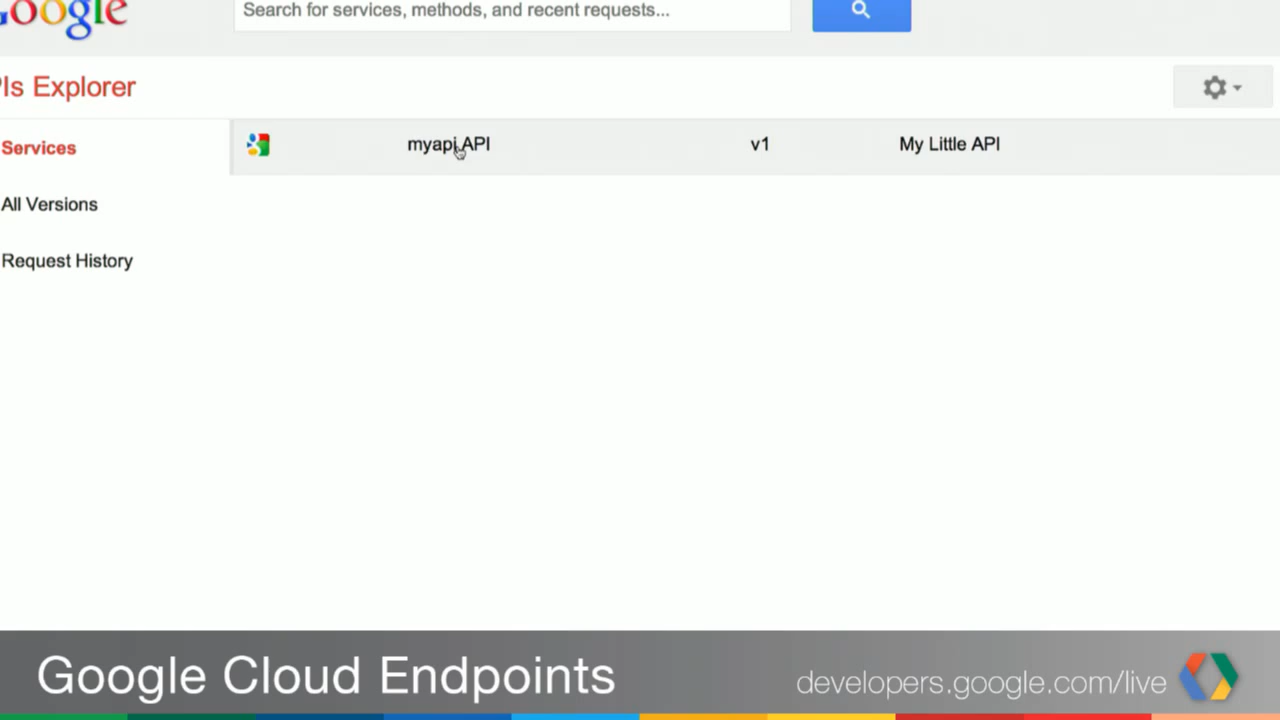 Google
Search for services, methods, and recent requests...
Is Explorer
Services
myapi API
v1
My Little API
All Versions
Request History
Google Cloud Endpoints
developers.google.com/live